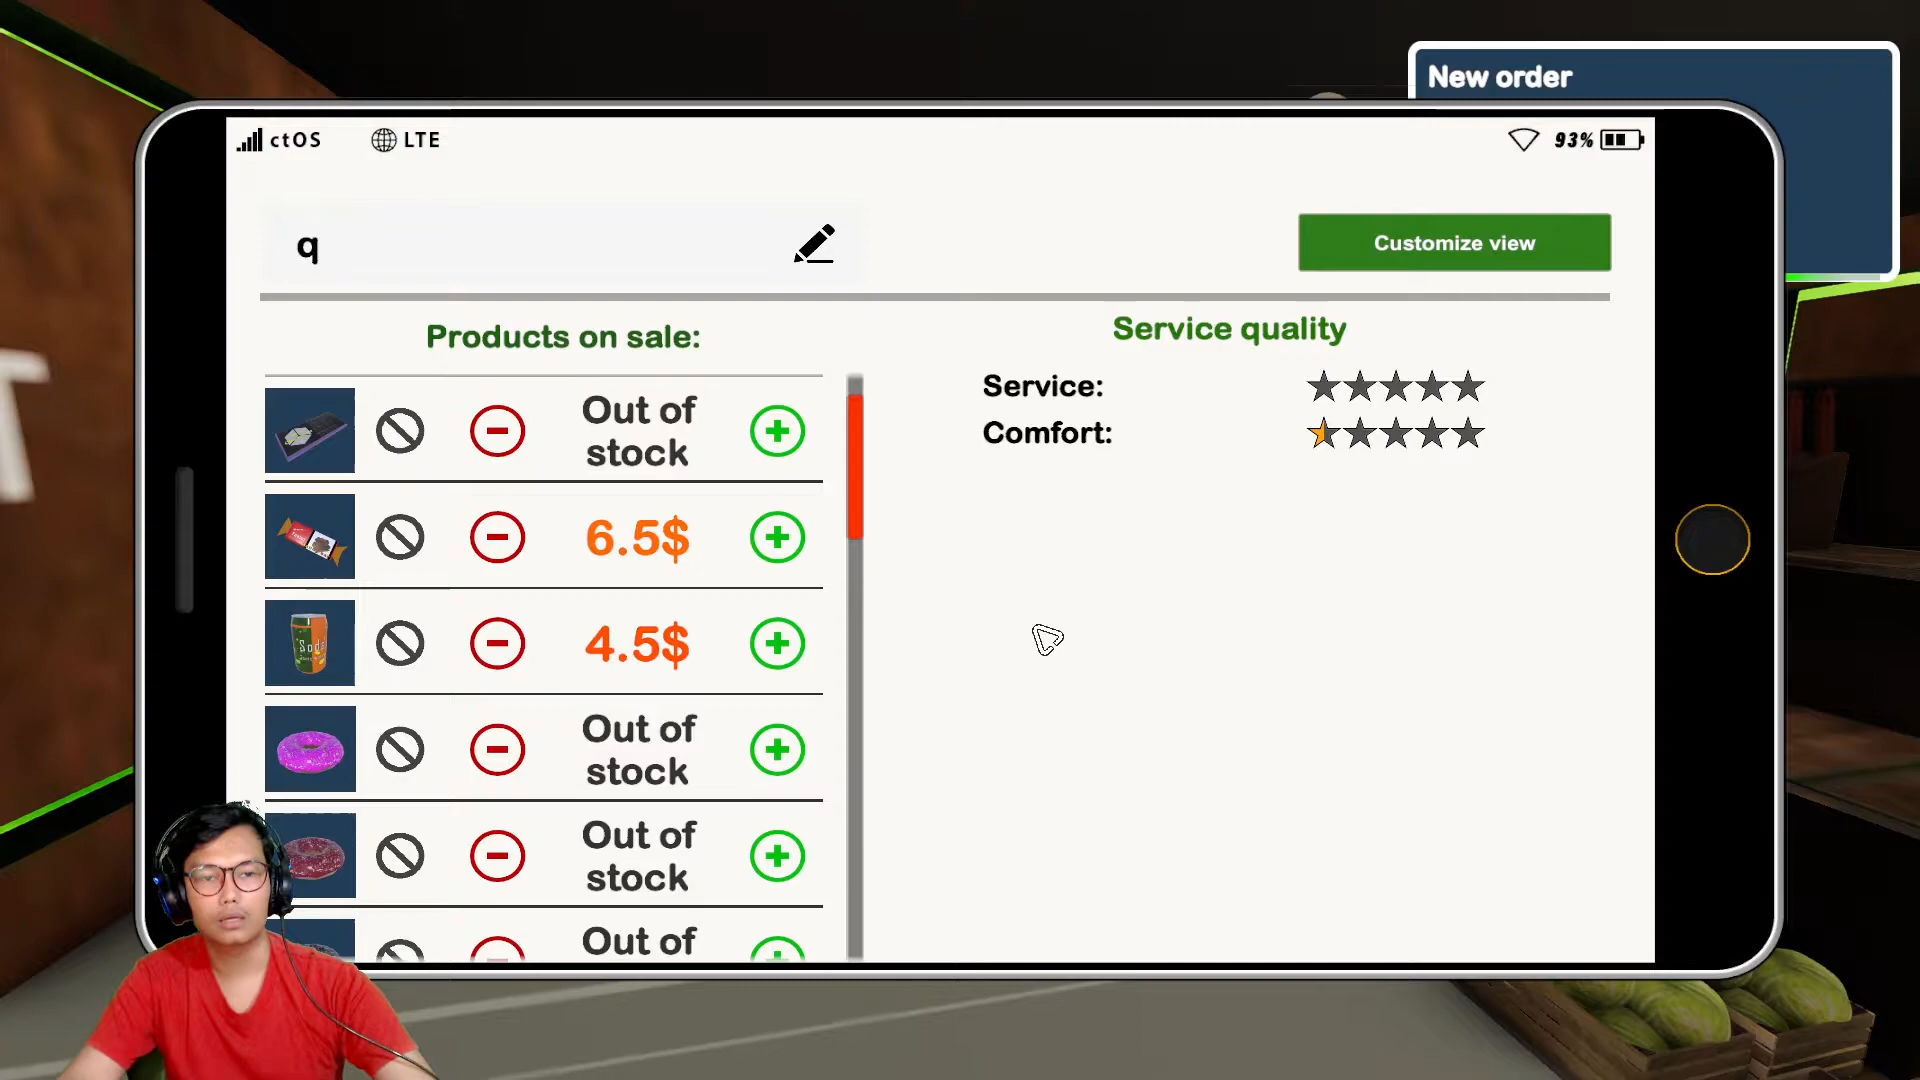 New order
ctOS
LTE
93%
q
Customize view
Products on sale:
Service quality
Service:
Comfort:
Out of
stock
6.5$
4.5$
Out of
stock
Out of
stock
Out of